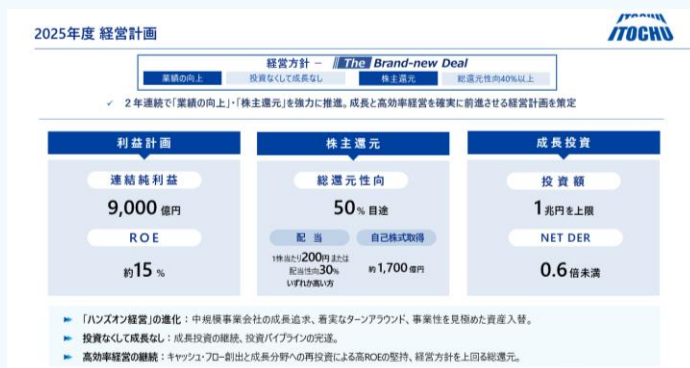 2025年度 経営計画
ITOCHU
ITOCHU
経営方針 － The Brand-new Deal
業績の向上 投資なくして成長なし 株主還元 総還元性向40%以上
✓ 2年連続で「業績の向上」・「株主還元」を強力に推進。成長と高効率経営を確実に前進させる経営計画を策定
利益計画
連結純利益
9,000 億円
ROE
約15 %
株主還元
総還元性向
50% 目途
配当
1株当たり200円または
配当性向30%
いずれか高い方
自己株式取得
約1,700億円
成長投資
投資額
1兆円を上限
NET DER
0.6倍未満
► 「ハンズオン経営」の進化：中規模事業会社の成長追求、着実なターンアラウンド、事業性を見極めた資産入替。
► 投資なくして成長なし：成長投資の継続、投資パイプラインの完遂。
► 高効率経営の継続：キャッシュ・フロー創出と成長分野への再投資による高ROEの堅持、経営方針を上回る総還元。